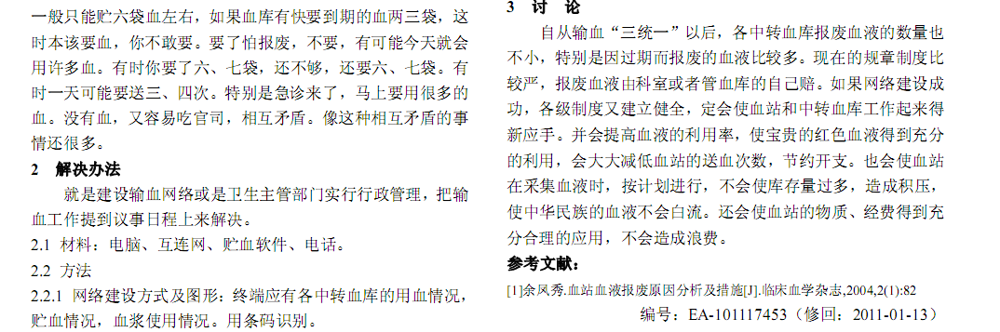 一般只能贮六袋血左右，如果血库有快要到期的血两三袋，这
时本该要血，你不敢要。要了怕报废，不要，有可能今天就会
用许多血。有时你要了六、七袋，还不够，还要六、七袋。有
时一天可能要送三、四次。特别是急诊来了，马上要用很多的
血。没有血，又容易吃官司，相互矛盾。像这种相互矛盾的事
情还很多。
2 解决办法
就是建设输血网络或是卫生主管部门实行行政管理，把输
血工作提到议事日程上来解决。
2.1 材料：电脑、互连网、贮血软件、电话。
2.2 方法
2.2.1 网络建设方式及图形：终端应有各中转血库的用血情况，
贮血情况，血浆使用情况。用条码识别。
3 讨 论
自从输血“三统一”以后，各中转血库报废血液的数量也
不小，特别是因过期而报废的血液比较多。现在的规章制度比
较严，报废血液由科室或者管血库的自己赔。如果网络建设成
功，各级制度又建立健全，定会使血站和中转血库工作起来得
新应手。并会提高血液的利用率，使宝贵的红色血液得到充分
的利用，会大大减低血站的送血次数，节约开支。也会使血站
在采集血液时，按计划进行，不会使库存量过多，造成积压，
使中华民族的血液不会白流。还会使血站的物质、经费得到充
分合理的应用，不会造成浪费。
参考文献：
[1]余凤秀.血站血液报废原因分析及措施[J].临床血学杂志,2004,2(1):82
编号：EA-101117453（修回：2011-01-13）